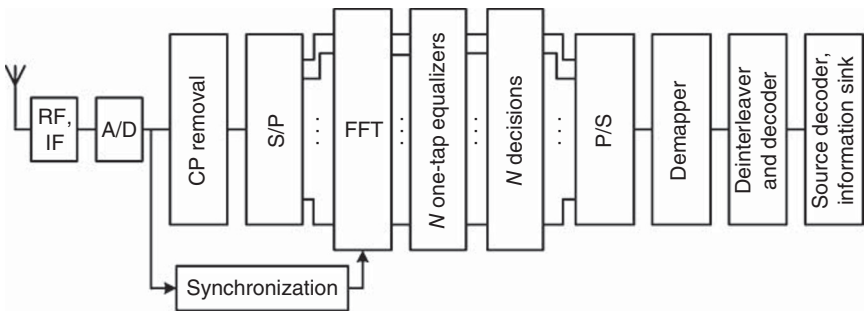 RF,
IF
A/D
CP removal
S/P
. . .
FFT
. . .
N one-tap equalizers
. . .
N decisions
. . .
P/S
Demapper
Deinterleaver
and decoder
Source decoder,
information sink
Synchronization